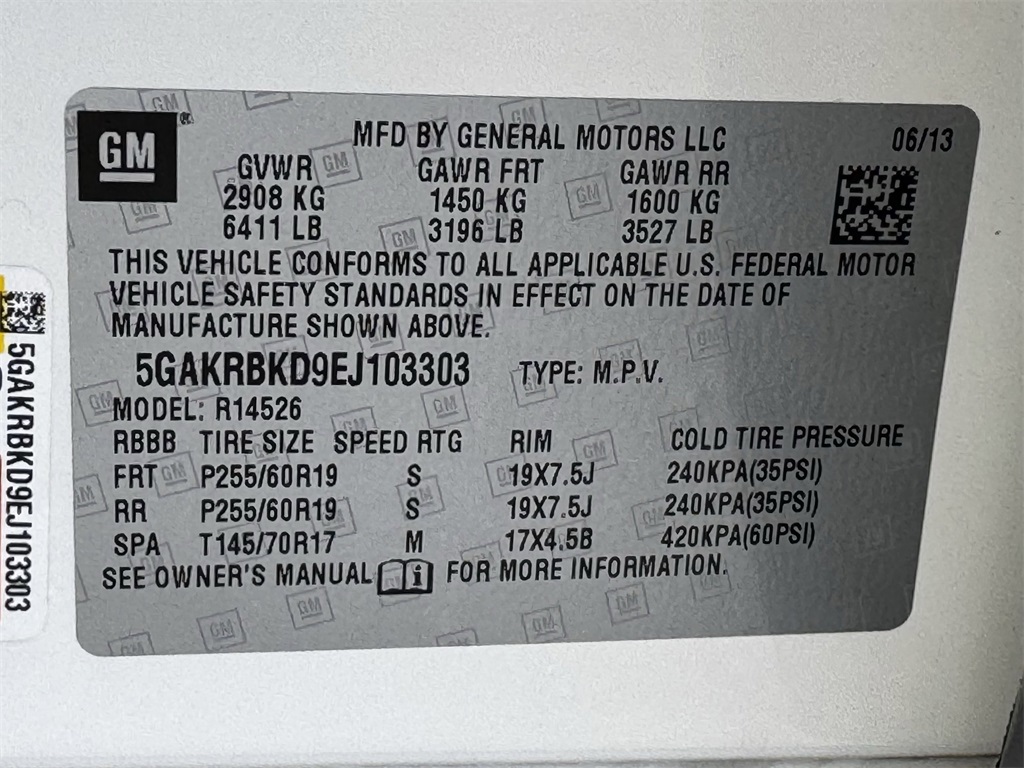 GM
MFD BY GENERAL MOTORS LLC 06/13
GVWR GAWR FRT GAWR RR
2908 KG 1450 KG 1600 KG
6411 LB 3196 LB 3527 LB
THIS VEHICLE CONFORMS TO ALL APPLICABLE U.S. FEDERAL MOTOR
VEHICLE SAFETY STANDARDS IN EFFECT ON THE DATE OF
MANUFACTURE SHOWN ABOVE.
5GAKRBKD9EJ103303 TYPE: M.P.V.
MODEL: R14526
RBBB TIRE SIZE SPEED RTG RIM COLD TIRE PRESSURE
FRT P255/60R19 S 19X7.5J 240KPA(35PSI)
RR P255/60R19 S 19X7.5J 240KPA(35PSI)
SPA T145/70R17 M 17X4.5B 420KPA(60PSI)
SEE OWNER'S MANUAL FOR MORE INFORMATION.
5GAKRBKD9EJ103303